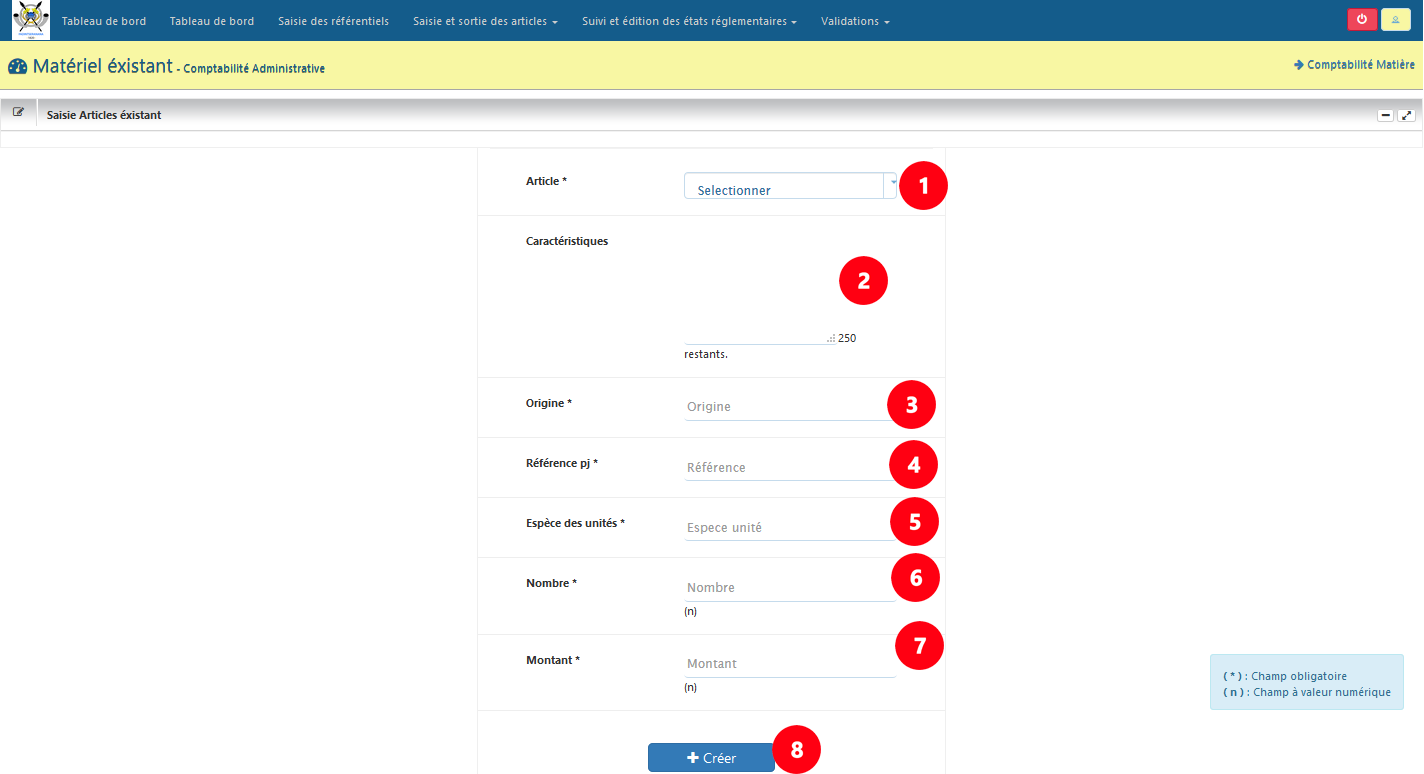 Tableau de bord Tableau de bord Saisie des référentiels Saisie et sortie des articles Suivi et édition des états réglementaires Validations
Matériel éxistant - Comptabilité Administrative
Comptabilité Matière
Saisie Articles éxistant
Article * Selectionner 1
Caractéristiques
2
250
restants.
Origine * Origine 3
Référence pj * Référence 4
Espèce des unités * Espece unité 5
Nombre * Nombre 6
(n)
Montant * Montant 7
(n)
( * ) : Champ obligatoire
( n ) : Champ à valeur numérique
Créer 8